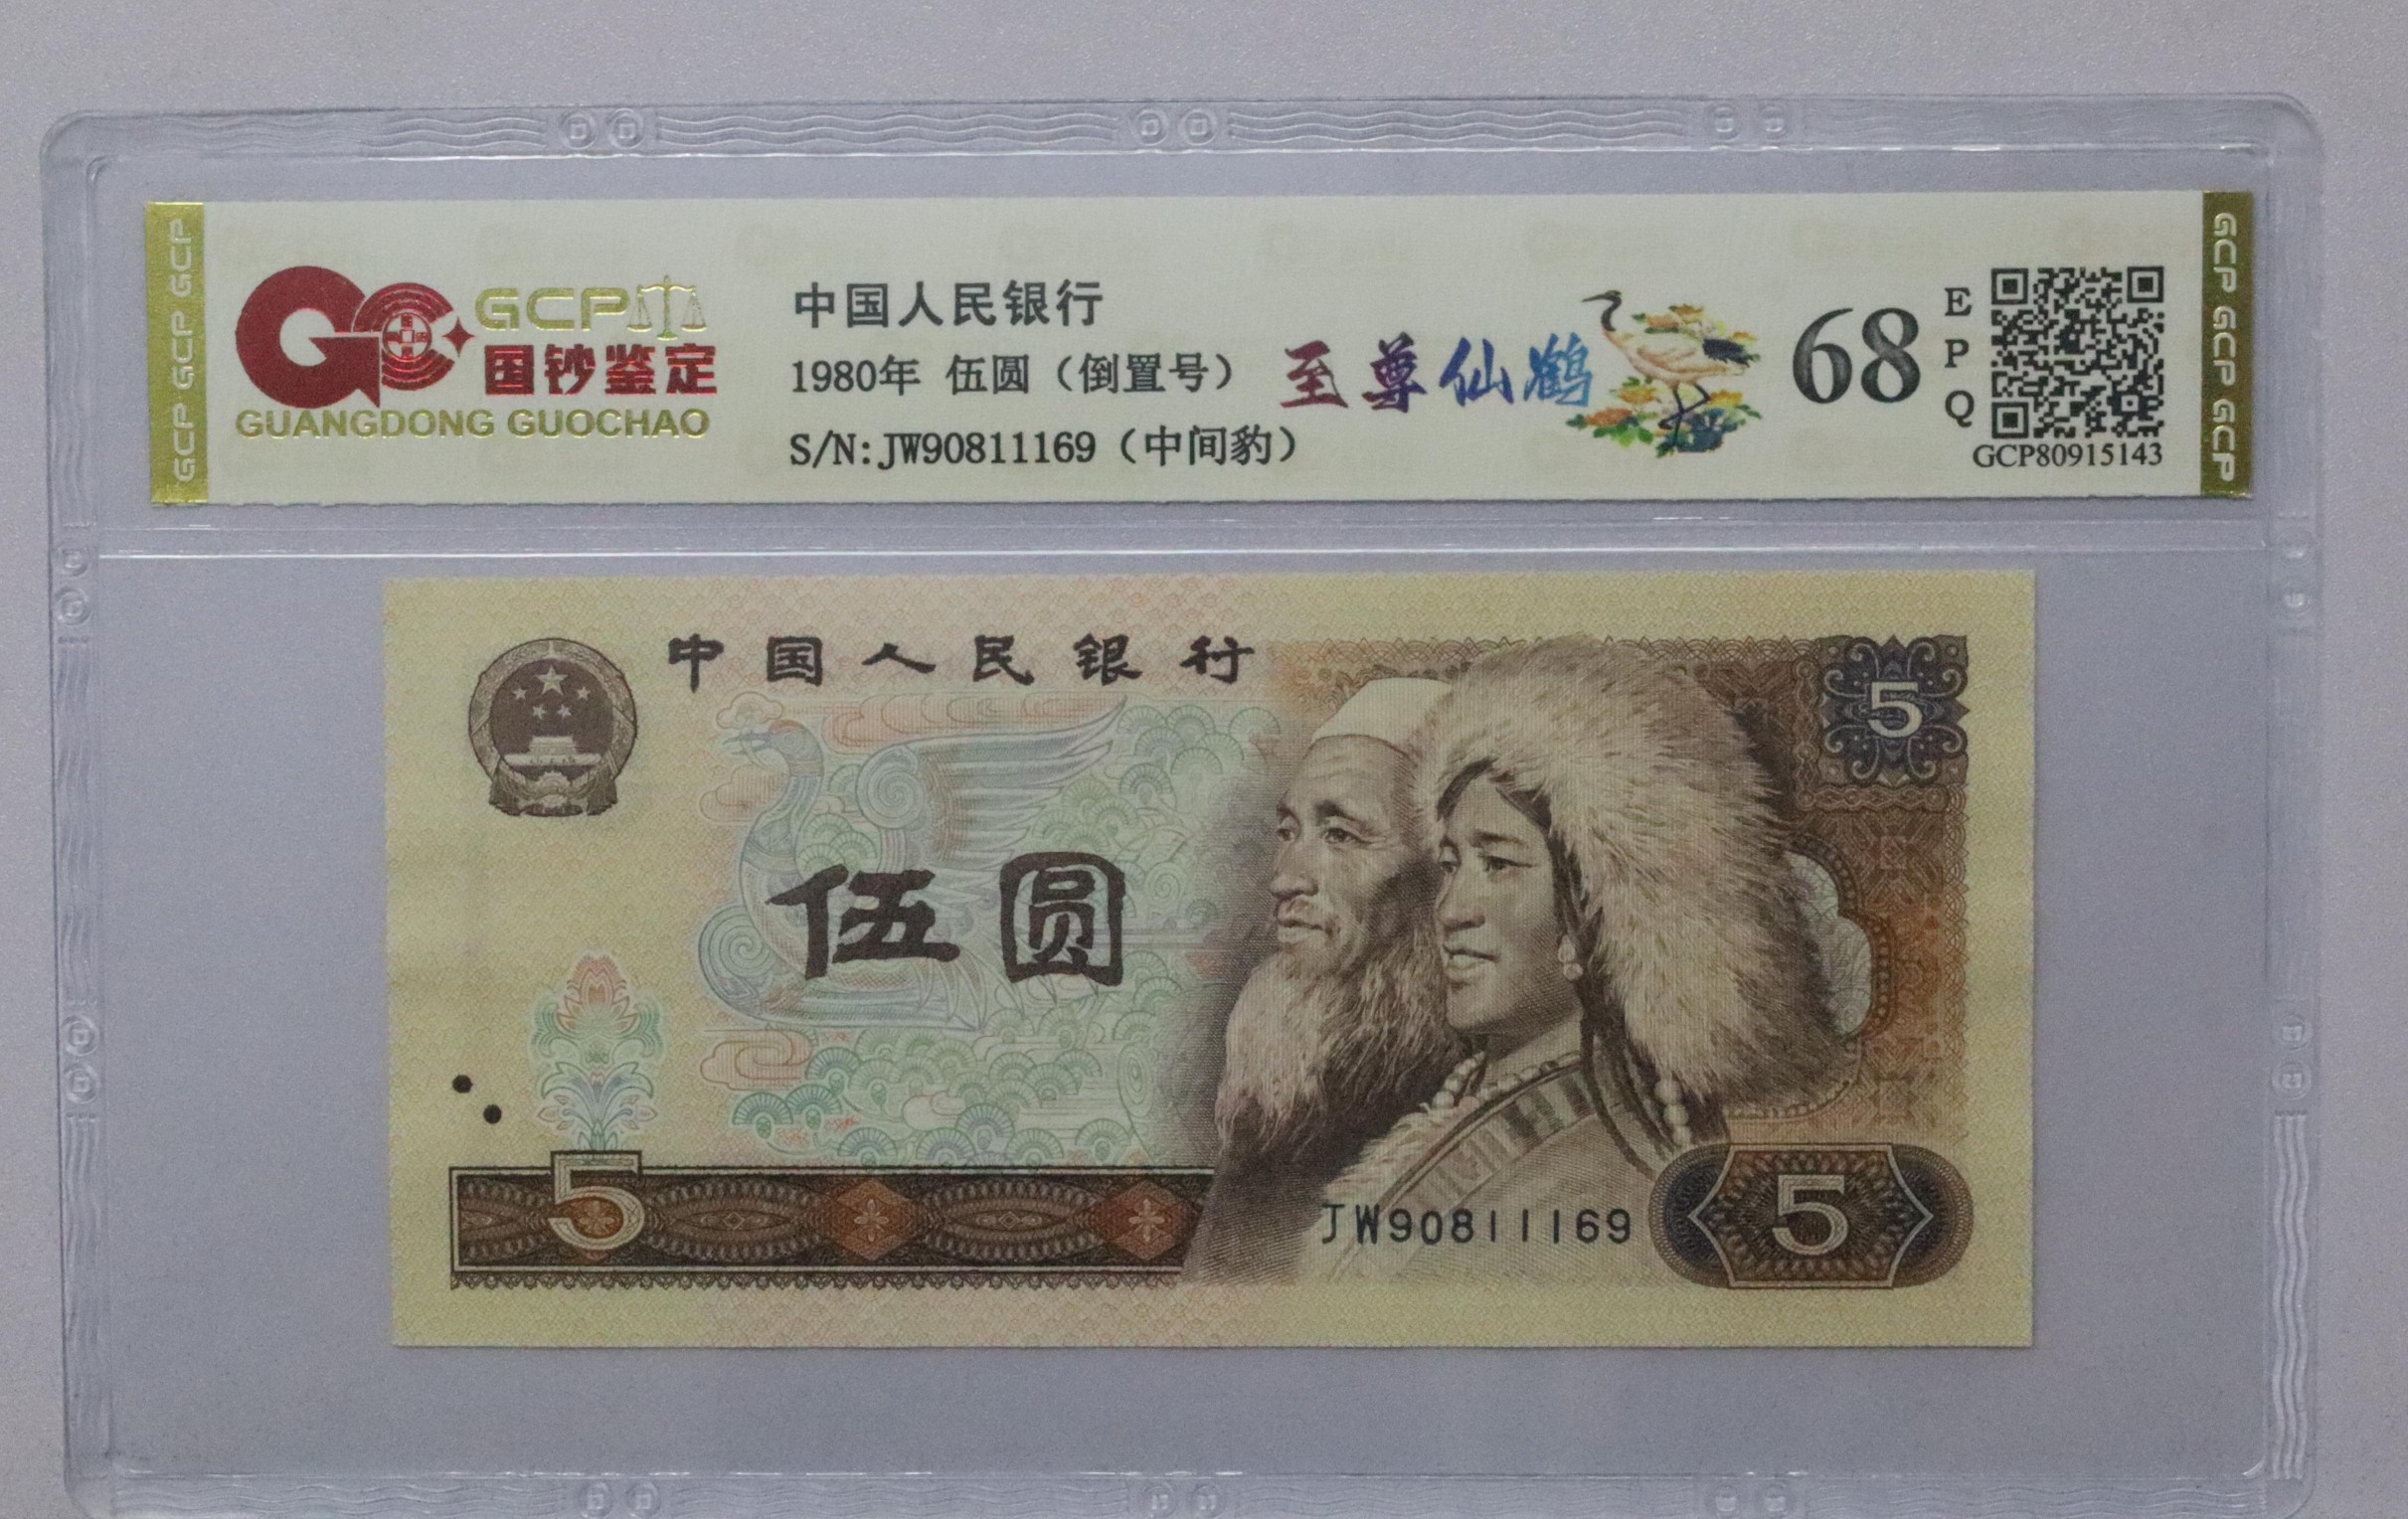 GCP GCP GCP
GCP
国钞鉴定
GUANGDONG GUOCHAO
中国人民银行
1980年 伍圆（倒置号）
S/N:JW90811169（中间豹）
至尊仙鹤
68
EPQ
GCP80915143
GCP GCP GCP
中国人民银行
5
伍圆
5
JW90811169
5